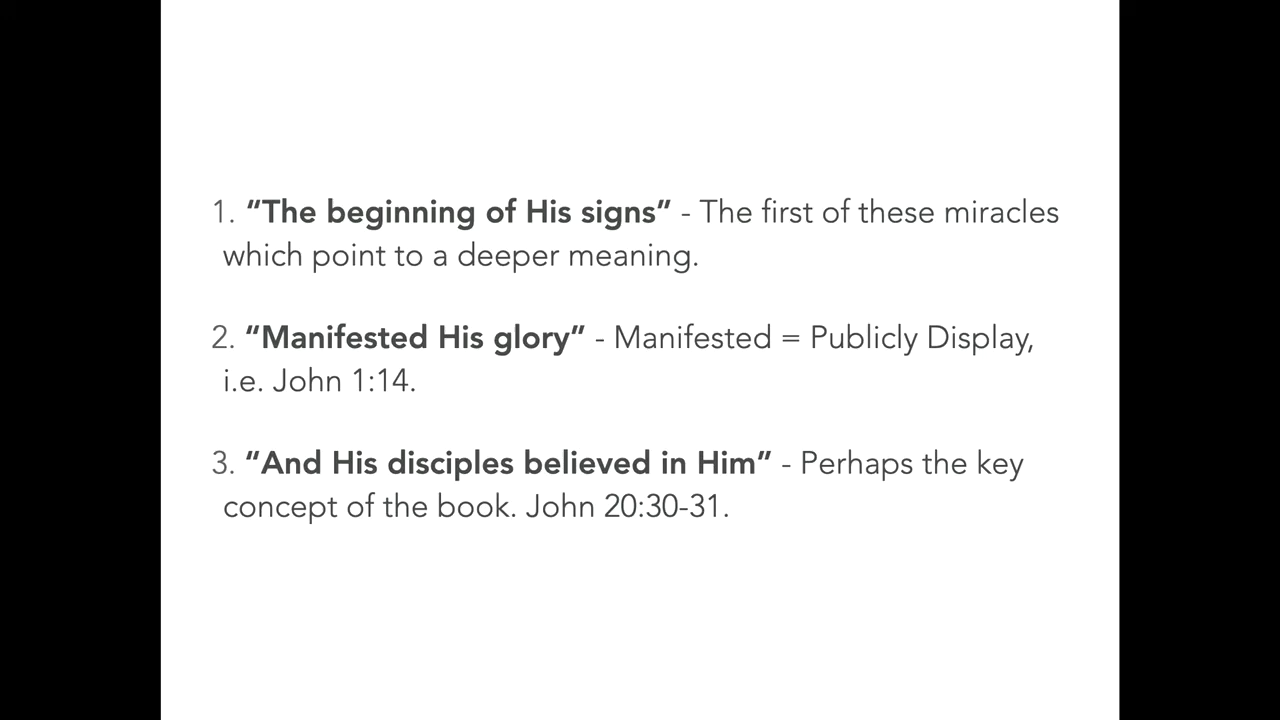 1. “The beginning of His signs” - The first of these miracles
which point to a deeper meaning.
2. “Manifested His glory” - Manifested = Publicly Display,
i.e. John 1:14.
3. “And His disciples believed in Him” - Perhaps the key
concept of the book. John 20:30-31.